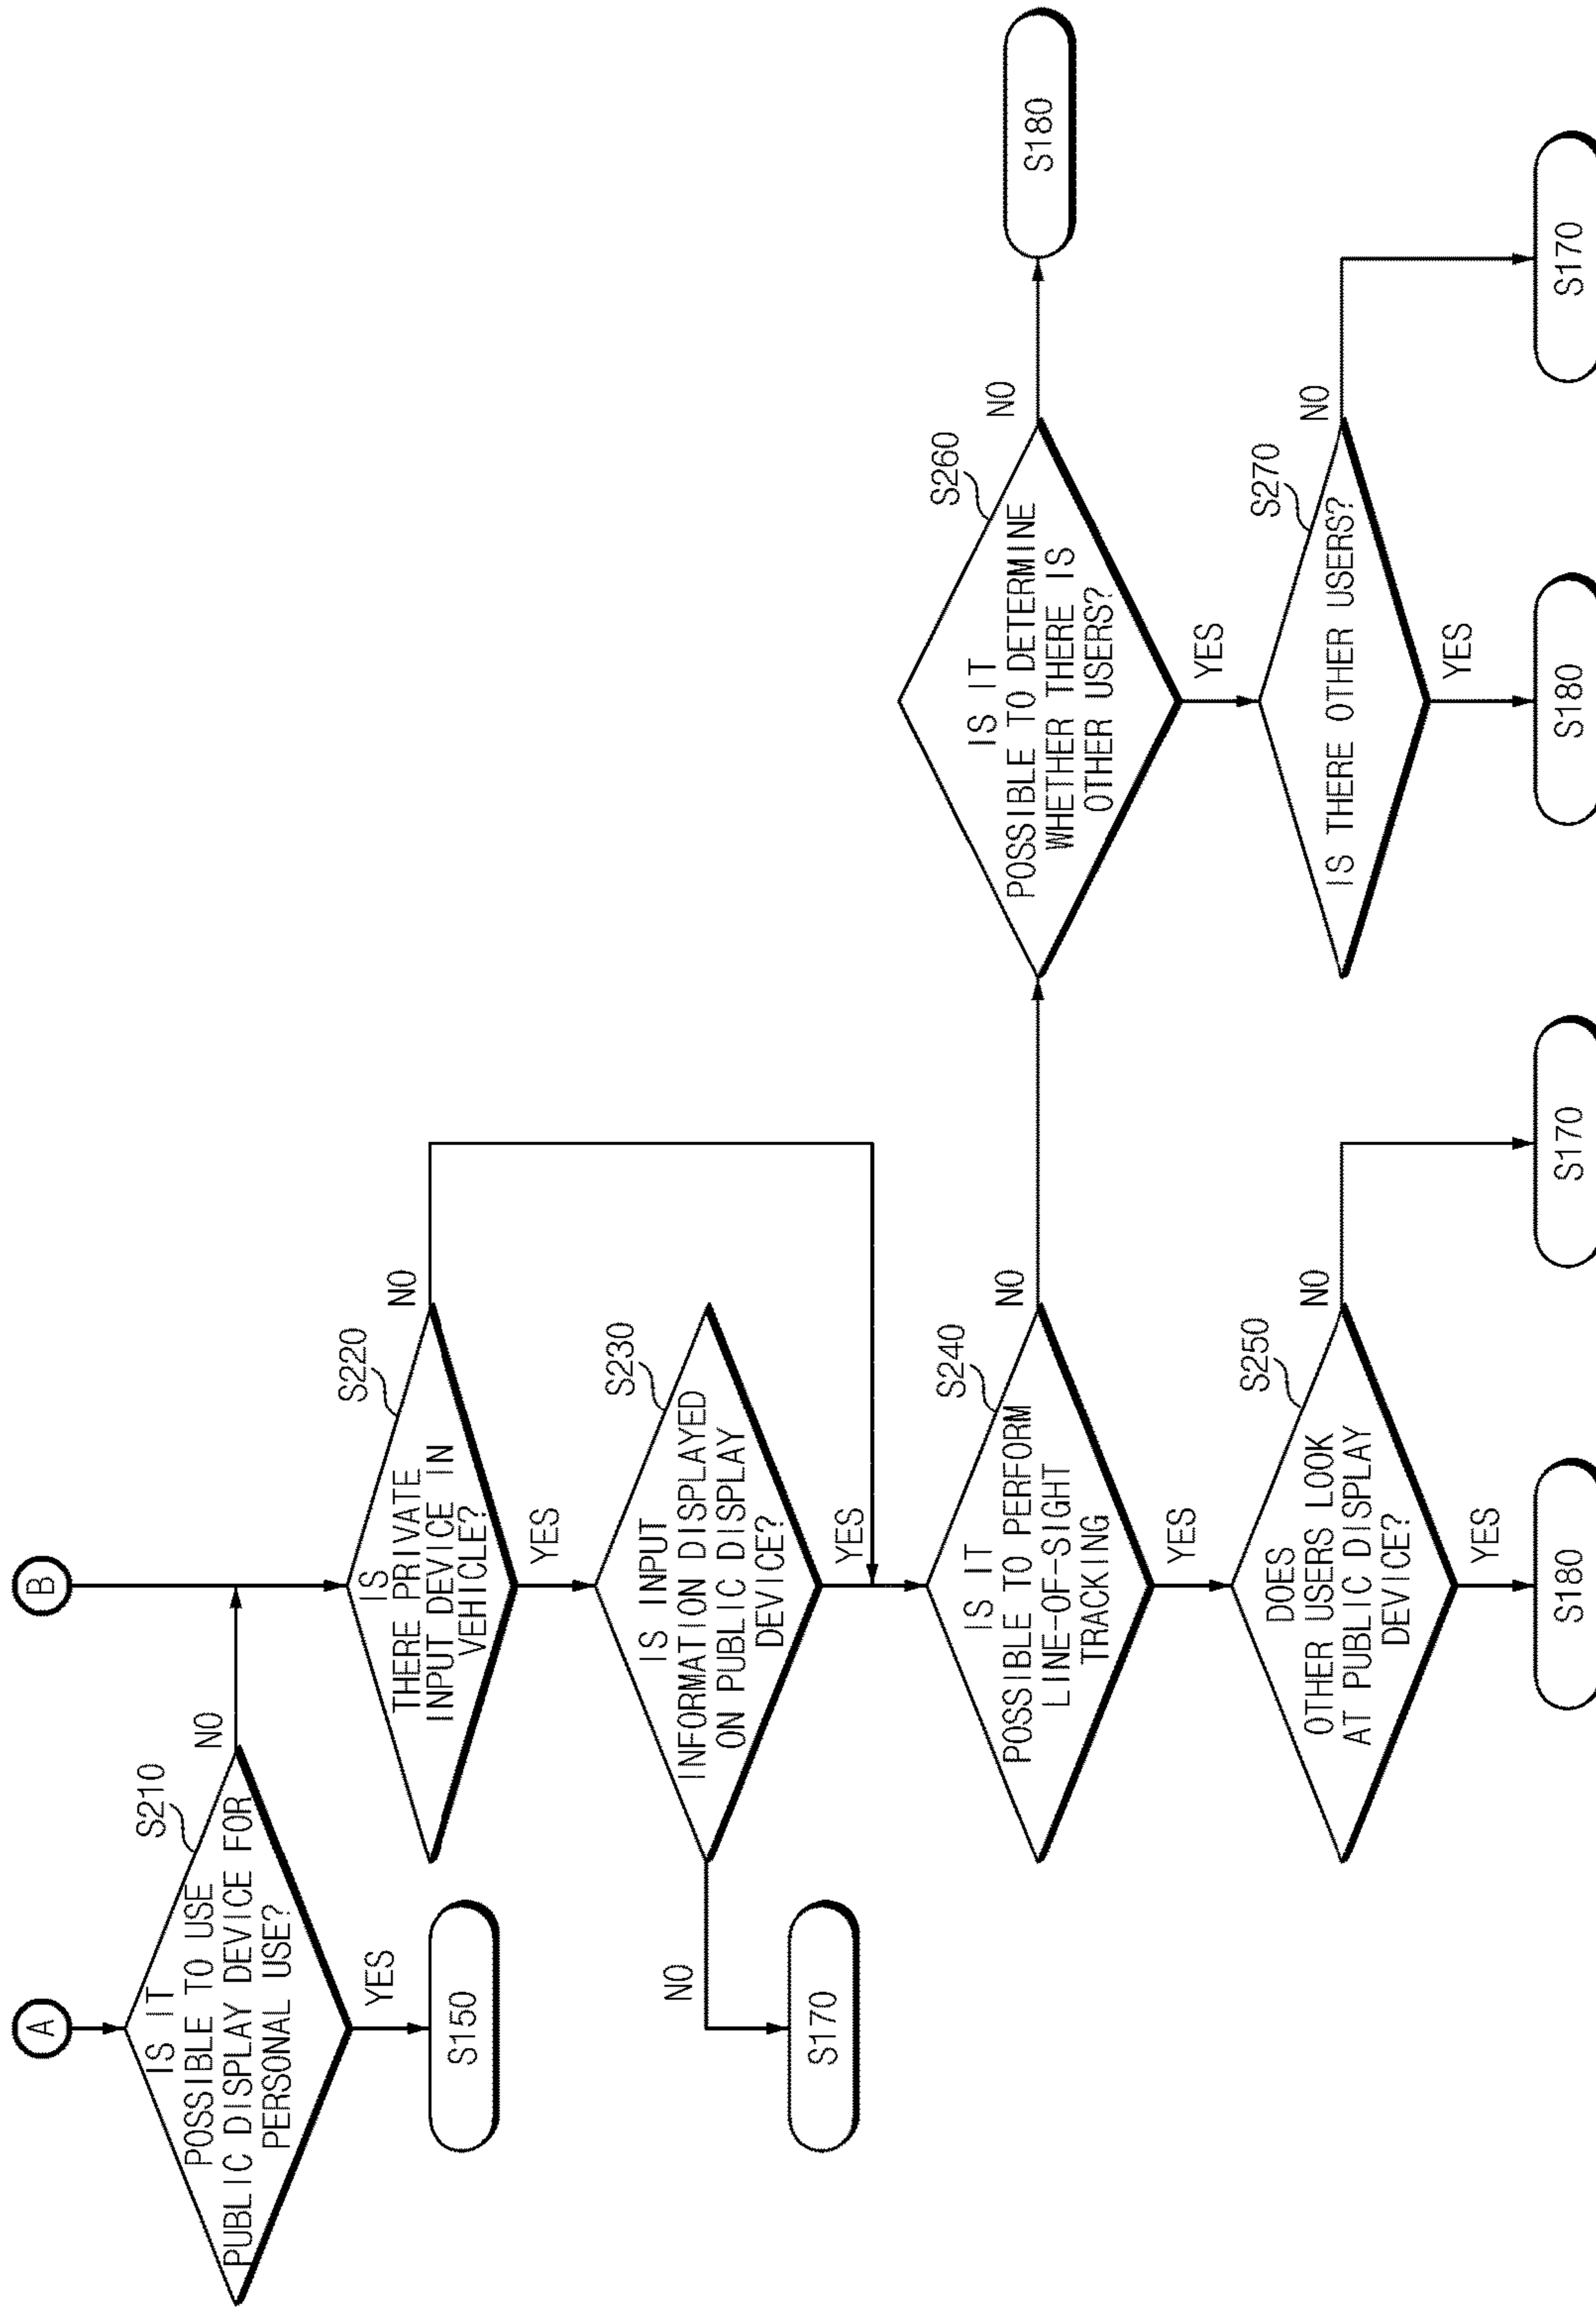 A
IS IT
POSSIBLE TO USE
PUBLIC DISPLAY DEVICE FOR
PERSONAL USE?
S210
NO
YES
S150
B
IS
THERE PRIVATE
INPUT DEVICE IN
VEHICLE?
S220
NO
YES
IS INPUT
INFORMATION DISPLAYED
ON PUBLIC DISPLAY
DEVICE?
S230
NO
S170
YES
IS IT
POSSIBLE TO PERFORM
LINE-OF-SIGHT
TRACKING
S240
NO
YES
DOES
OTHER USERS LOOK
AT PUBLIC DISPLAY
DEVICE?
S250
NO
S170
YES
S180
IS IT
POSSIBLE TO DETERMINE
WHETHER THERE IS
OTHER USERS?
S260
NO
S180
YES
IS THERE OTHER USERS?
S270
NO
S170
YES
S180